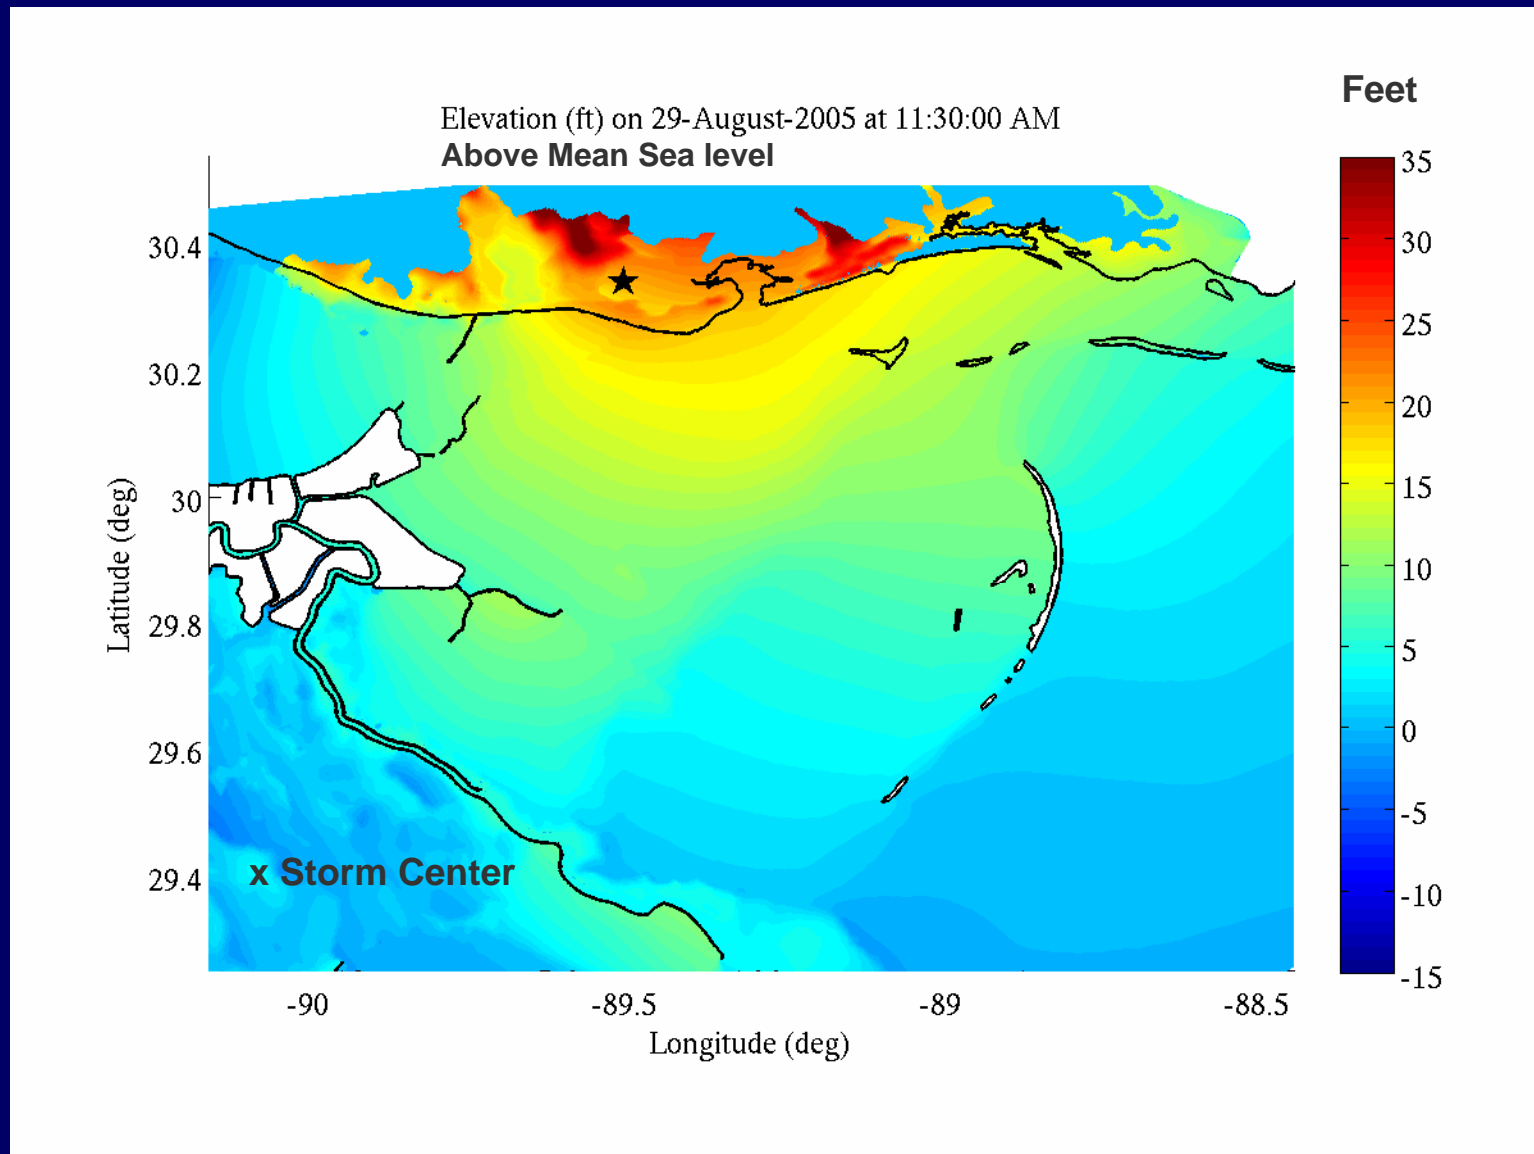 Feet
Elevation (ft) on 29-August-2005 at 11:30:00 AM
Above Mean Sea level
35
30
25
20
15
10
5
0
-5
-10
-15
30.4
30.2
30
29.8
29.6
29.4
Latitude (deg)
x Storm Center
-90 -89.5 -89 -88.5
Longitude (deg)